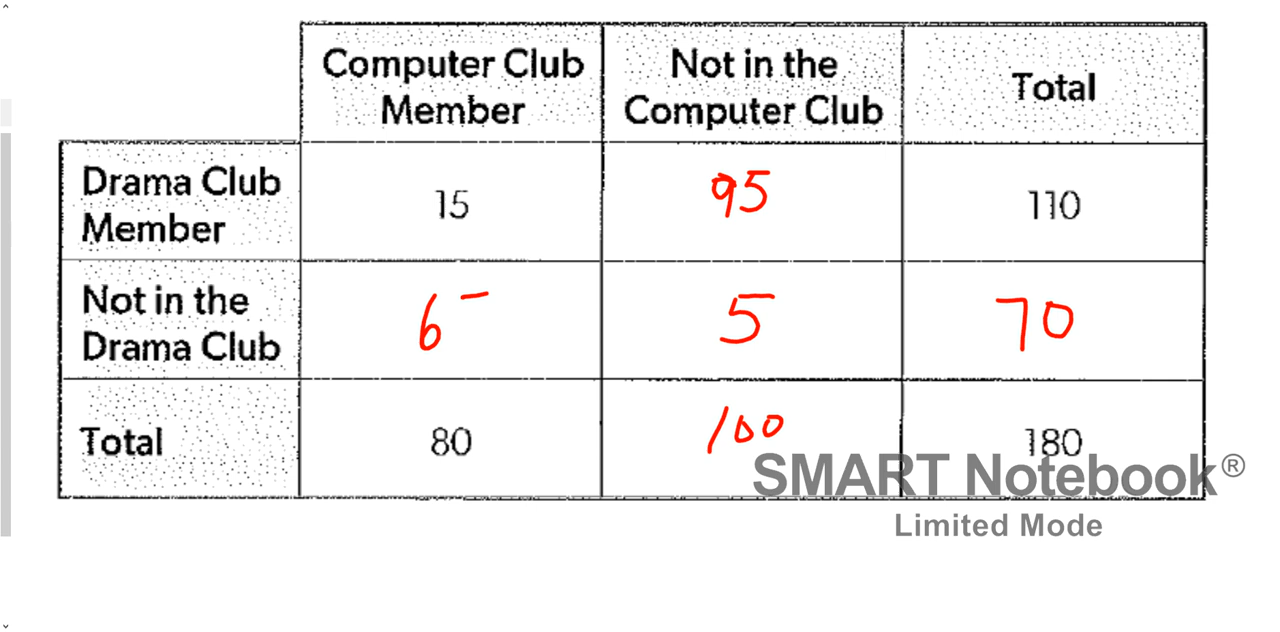 Computer Club Member
Not in the Computer Club
Total
Drama Club Member
15
95
110
Not in the Drama Club
5
70
Total
80
100
180
SMART Notebook®
Limited Mode